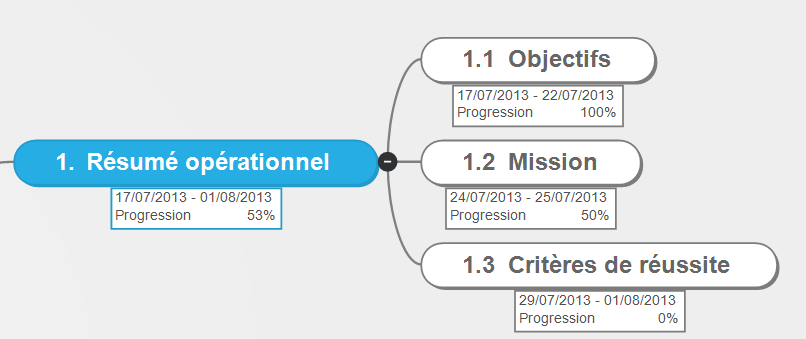 1. Résumé opérationnel
17/07/2013 - 01/08/2013
Progression 53%
1.1 Objectifs
17/07/2013 - 22/07/2013
Progression 100%
1.2 Mission
24/07/2013 - 25/07/2013
Progression 50%
1.3 Critères de réussite
29/07/2013 - 01/08/2013
Progression 0%